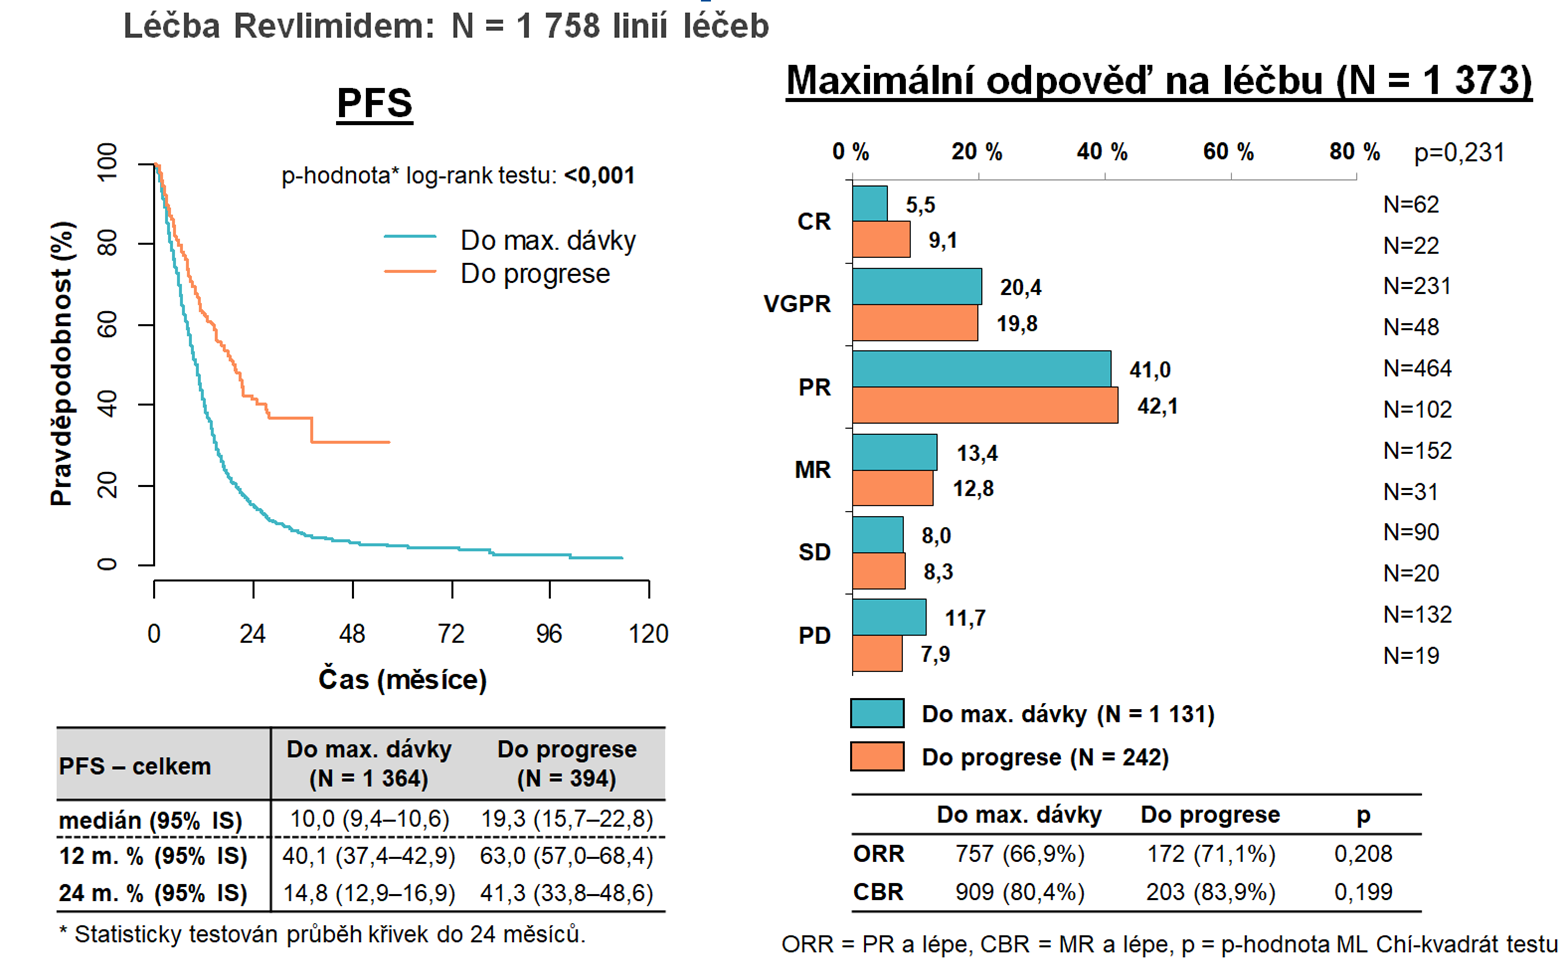 Léčba Revlimidem: N = 1 758 linií léčeb
PFS
p-hodnota* log-rank testu: <0,001
Do max. dávky
Do progrese
Pravděpodobnost (%)
100
80
60
40
20
0
0 24 48 72 96 120
Čas (měsíce)
PFS – celkem Do max. dávky (N = 1 364) Do progrese (N = 394)
medián (95% IS) 10,0 (9,4–10,6) 19,3 (15,7–22,8)
12 m. % (95% IS) 40,1 (37,4–42,9) 63,0 (57,0–68,4)
24 m. % (95% IS) 14,8 (12,9–16,9) 41,3 (33,8–48,6)
* Statisticky testován průběh křivek do 24 měsíců.
Maximální odpověď na léčbu (N = 1 373)
0 % 20 % 40 % 60 % 80 % p=0,231
CR
5,5 N=62
9,1 N=22
VGPR
20,4 N=231
19,8 N=48
PR
41,0 N=464
42,1 N=102
MR
13,4 N=152
12,8 N=31
SD
8,0 N=90
8,3 N=20
PD
11,7 N=132
7,9 N=19
Do max. dávky (N = 1 131)
Do progrese (N = 242)
Do max. dávky Do progrese p
ORR 757 (66,9%) 172 (71,1%) 0,208
CBR 909 (80,4%) 203 (83,9%) 0,199
ORR = PR a lépe, CBR = MR a lépe, p = p-hodnota ML Chí-kvadrát testu